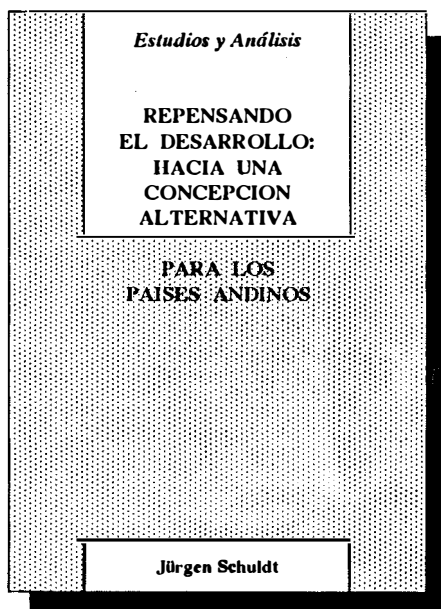 Estudios y Análisis
REPENSANDO
EL DESARROLLO:
HACIA UNA
CONCEPCION
ALTERNATIVA
PARA LOS
PAISES ANDINOS
Jürgen Schuldt